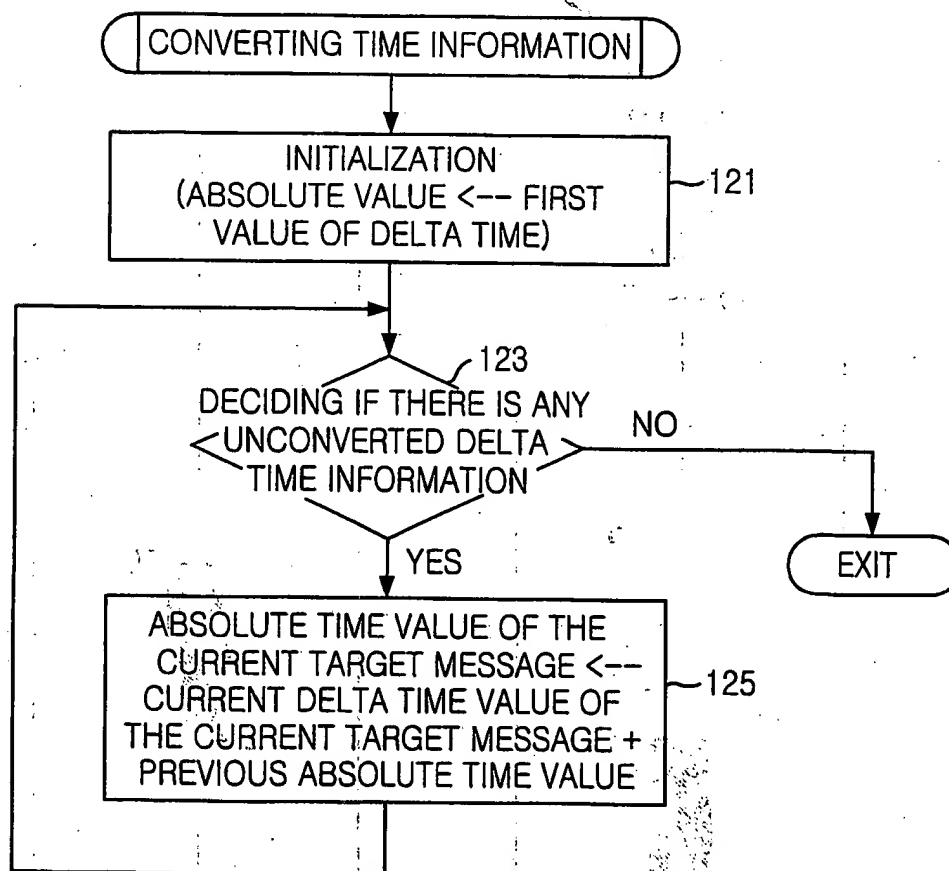 CONVERTING TIME INFORMATION
INITIALIZATION
(ABSOLUTE VALUE <-- FIRST
VALUE OF DELTA TIME)
121
123
DECIDING IF THERE IS ANY
UNCONVERTED DELTA
TIME INFORMATION
NO
YES
EXIT
ABSOLUTE TIME VALUE OF THE
CURRENT TARGET MESSAGE <--
CURRENT DELTA TIME VALUE OF
THE CURRENT TARGET MESSAGE +
PREVIOUS ABSOLUTE TIME VALUE
125